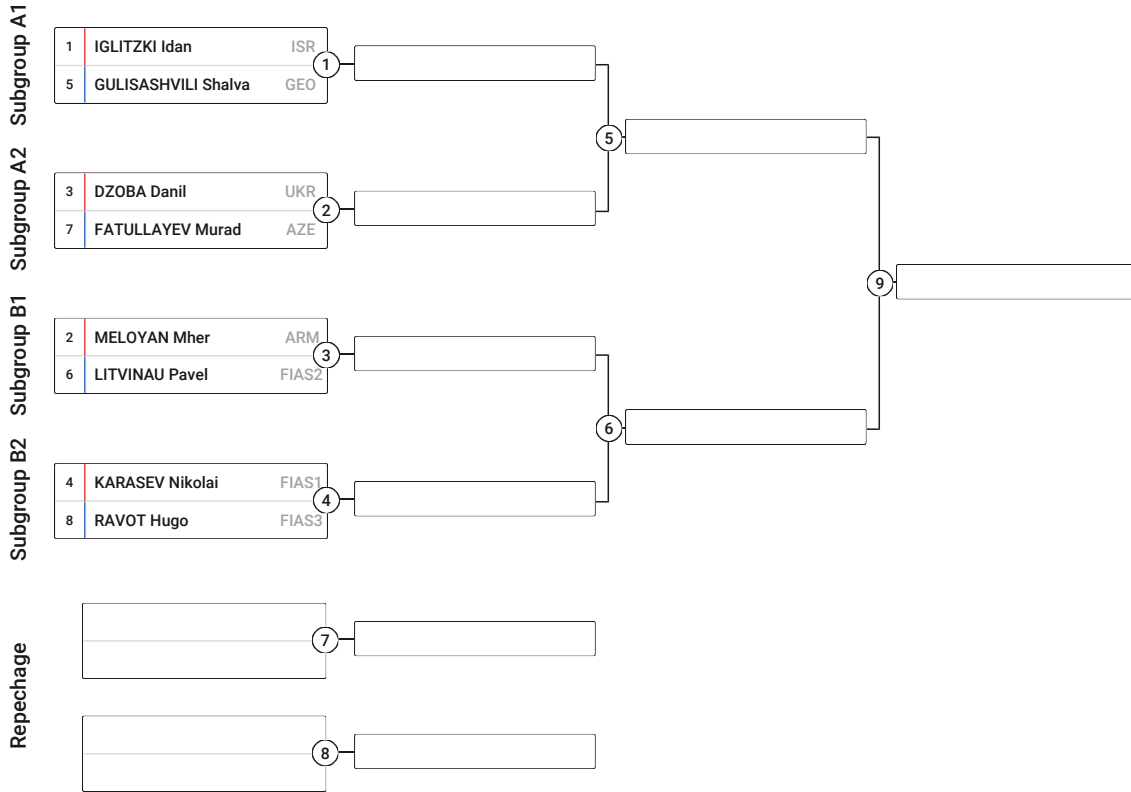 Subgroup A1
1 IGLITZKI Idan ISR
5 GULISASHVILI Shalva GEO
1
5
Subgroup A2
3 DZOBA Danil UKR
7 FATULLAYEV Murad AZE
2
9
Subgroup B1
2 MELOYAN Mher ARM
6 LITVINAU Pavel FIAS2
3
6
Subgroup B2
4 KARASEV Nikolai FIAS1
8 RAVOT Hugo FIAS3
4
Repechage
7
8